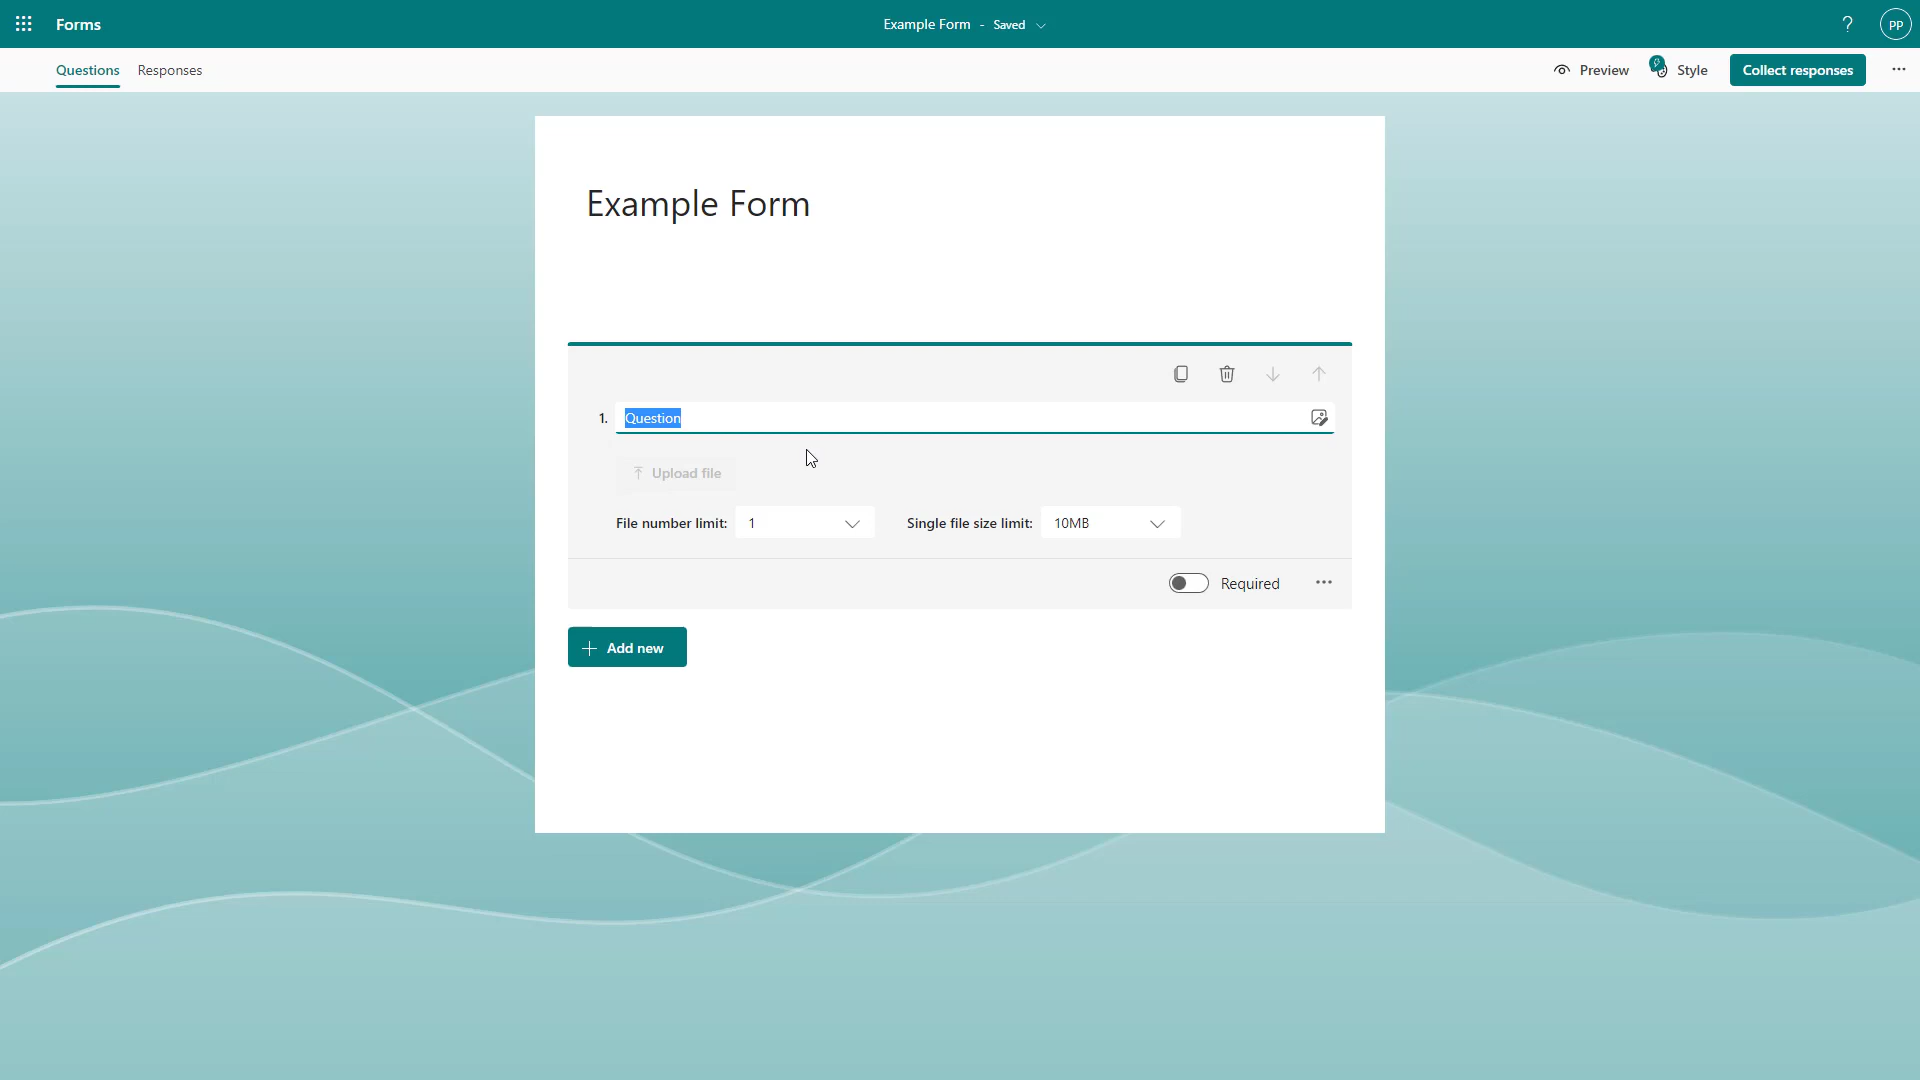 Forms
Example Form - Saved
?
PP
Questions Responses
Preview Style Collect responses
Example Form
1. Question
Upload file
File number limit: 1 Single file size limit: 10MB
Required
Add new